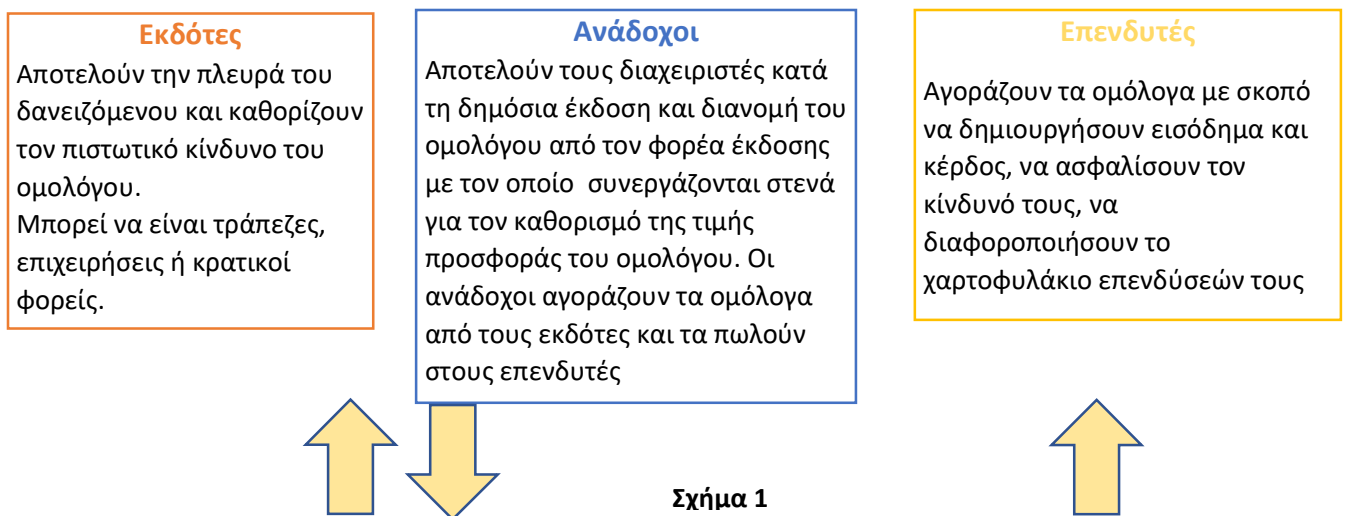 Εκδότες
Αποτελούν την πλευρά του
δανειζόμενου και καθορίζουν
τον πιστωτικό κίνδυνο του
ομολόγου.
Μπορεί να είναι τράπεζες,
επιχειρήσεις ή κρατικοί
φορείς.
Ανάδοχοι
Αποτελούν τους διαχειριστές κατά
τη δημόσια έκδοση και διανομή του
ομολόγου από τον φορέα έκδοσης
με τον οποίο συνεργάζονται στενά
για τον καθορισμό της τιμής
προσφοράς του ομολόγου. Οι
ανάδοχοι αγοράζουν τα ομόλογα
από τους εκδότες και τα πωλούν
στους επενδυτές
Επενδυτές
Αγοράζουν τα ομόλογα με σκοπό
να δημιουργήσουν εισόδημα και
κέρδος, να ασφαλίσουν τον
κίνδυνό τους, να
διαφοροποιήσουν το
χαρτοφυλάκιο επενδύσεών τους
Σχήμα 1